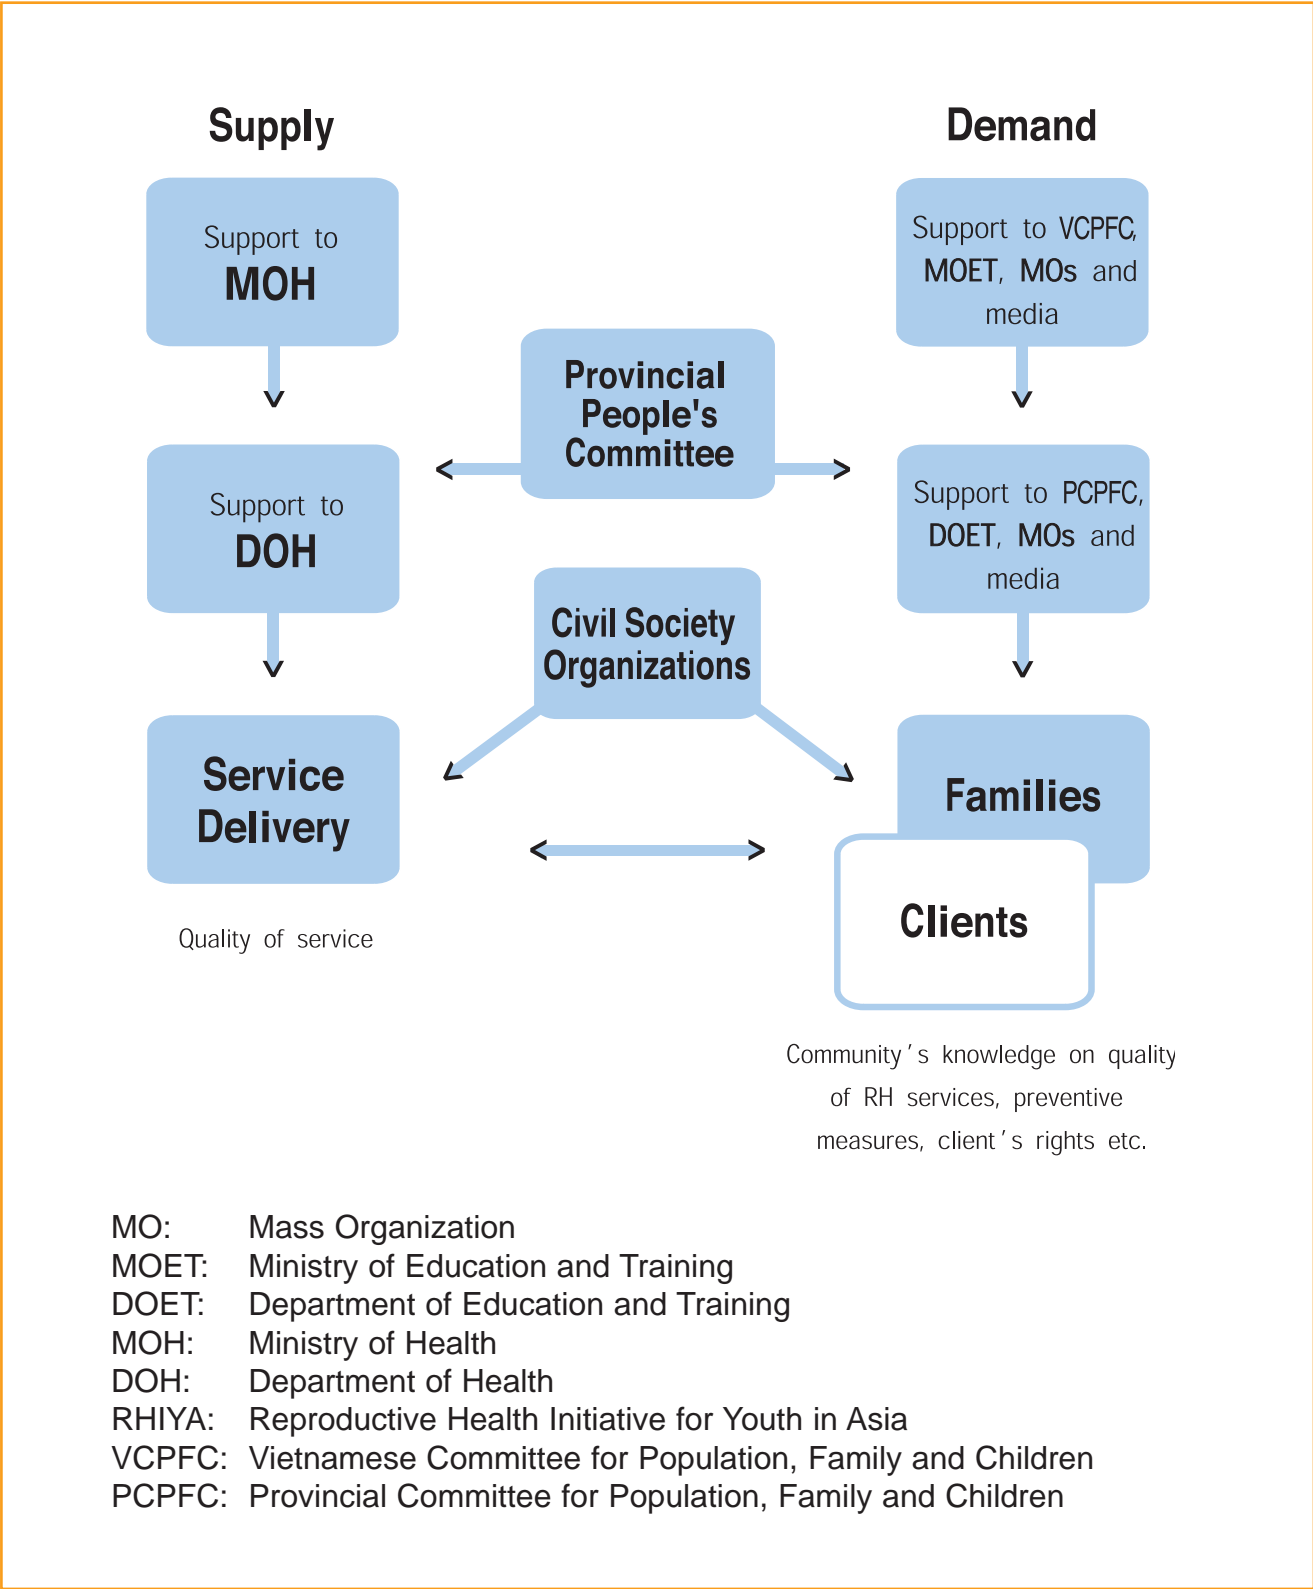 Supply
Demand
Support to
MOH
Support to VCPFC,
MOET, MOs and
media
Provincial
People's
Committee
Support to
DOH
Support to PCPFC,
DOET, MOs and
media
Civil Society
Organizations
Service
Delivery
Families
Clients
Quality of service
Community's knowledge on quality
of RH services, preventive
measures, client's rights etc.
MO: Mass Organization
MOET: Ministry of Education and Training
DOET: Department of Education and Training
MOH: Ministry of Health
DOH: Department of Health
RHIYA: Reproductive Health Initiative for Youth in Asia
VCPFC: Vietnamese Committee for Population, Family and Children
PCPFC: Provincial Committee for Population, Family and Children